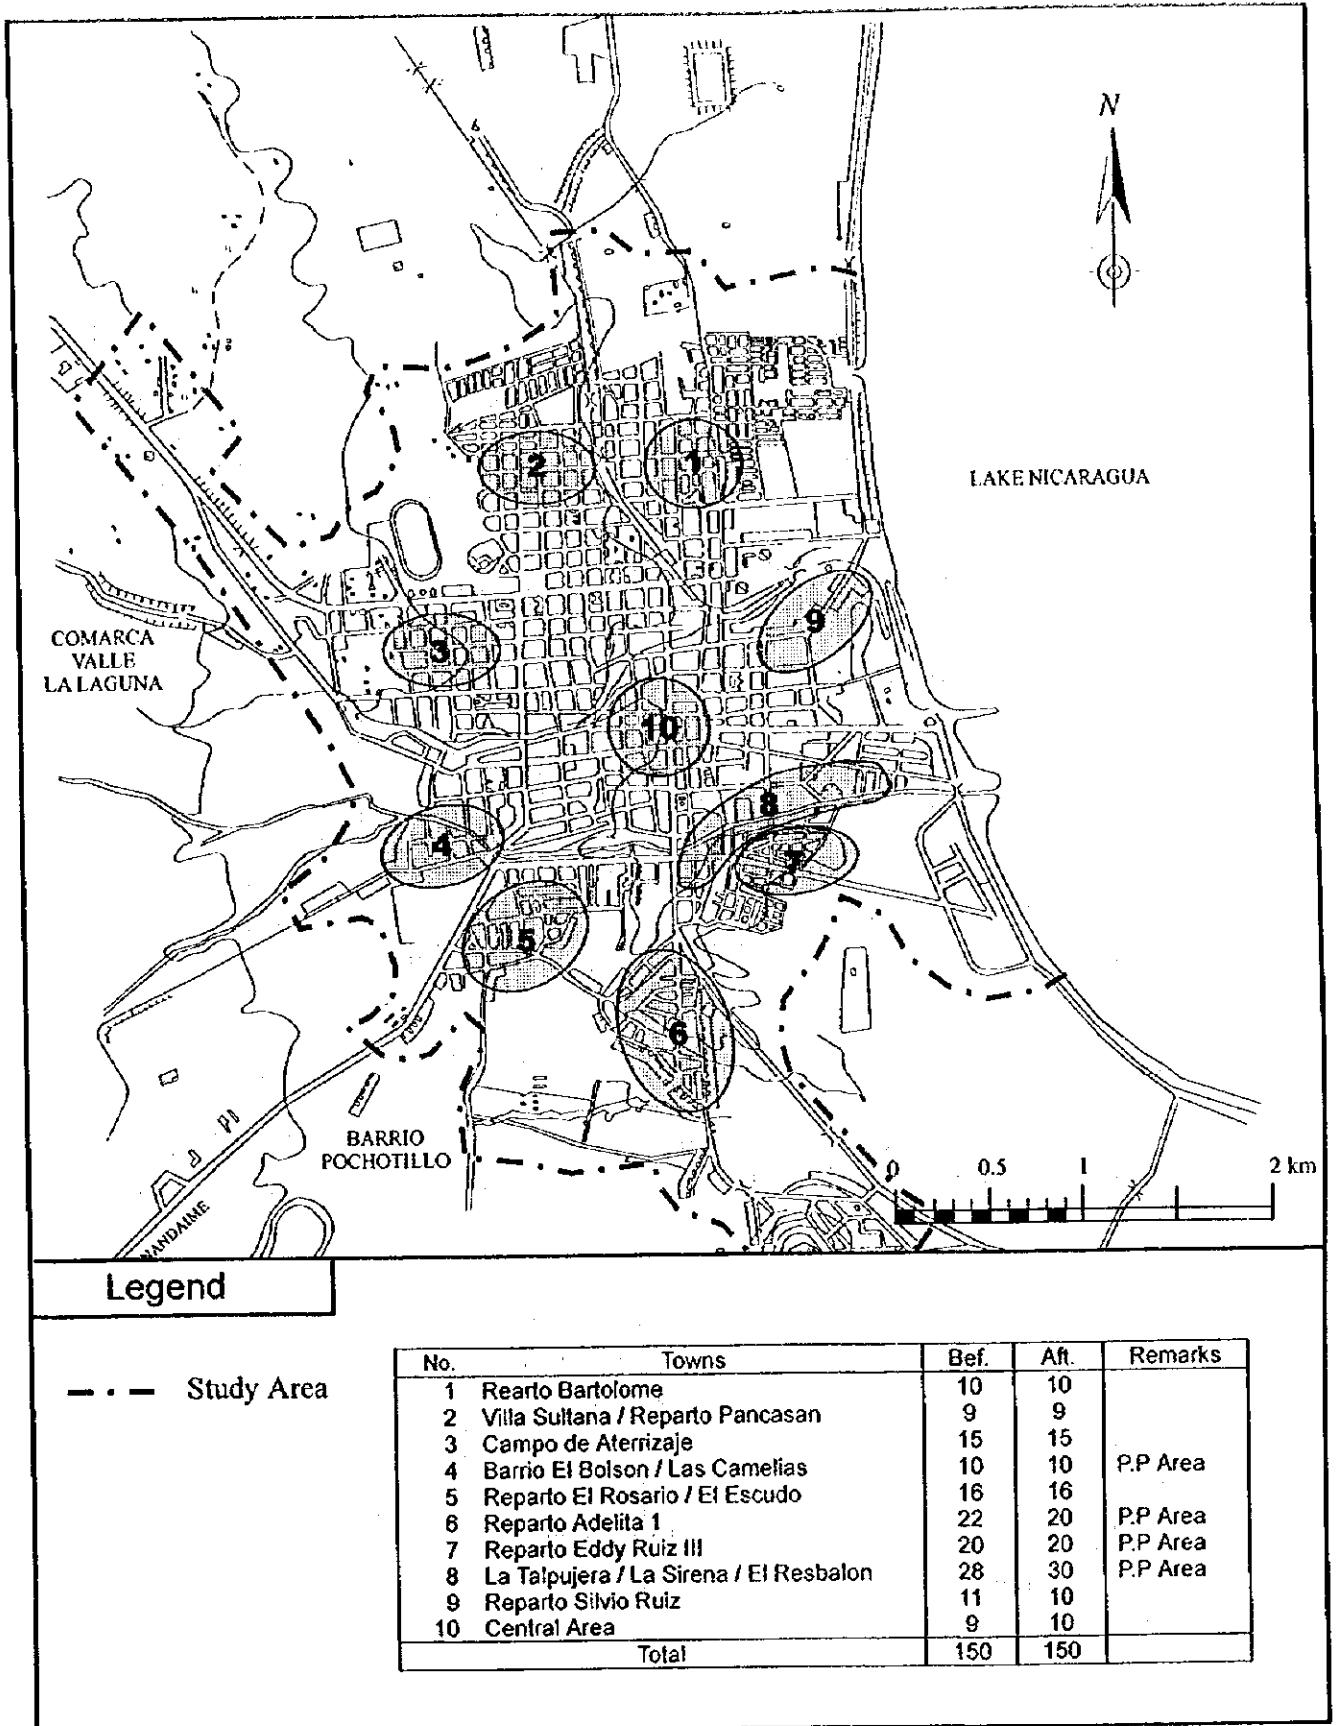 N
LAKE NICARAGUA
2
1
9
3
COMARCA
VALLE
LA LAGUNA
10
8
4
7
5
6
BARRIO
POCHOTILLO
0 0.5 1 2 km
NANDAIME
Legend
Study Area
No. Towns Bef. Aft. Remarks
1 Rearto Bartolome 10 10
2 Villa Sultana / Reparto Pancasan 9 9
3 Campo de Aterrizaje 15 15
4 Barrio El Bolson / Las Camelias 10 10 P.P Area
5 Reparto El Rosario / El Escudo 16 16
6 Reparto Adelita 1 22 20 P.P Area
7 Reparto Eddy Ruiz III 20 20 P.P Area
8 La Talpujera / La Sirena / El Resbalon 28 30 P.P Area
9 Reparto Silvio Ruiz 11 10
10 Central Area 9 10
Total 150 150